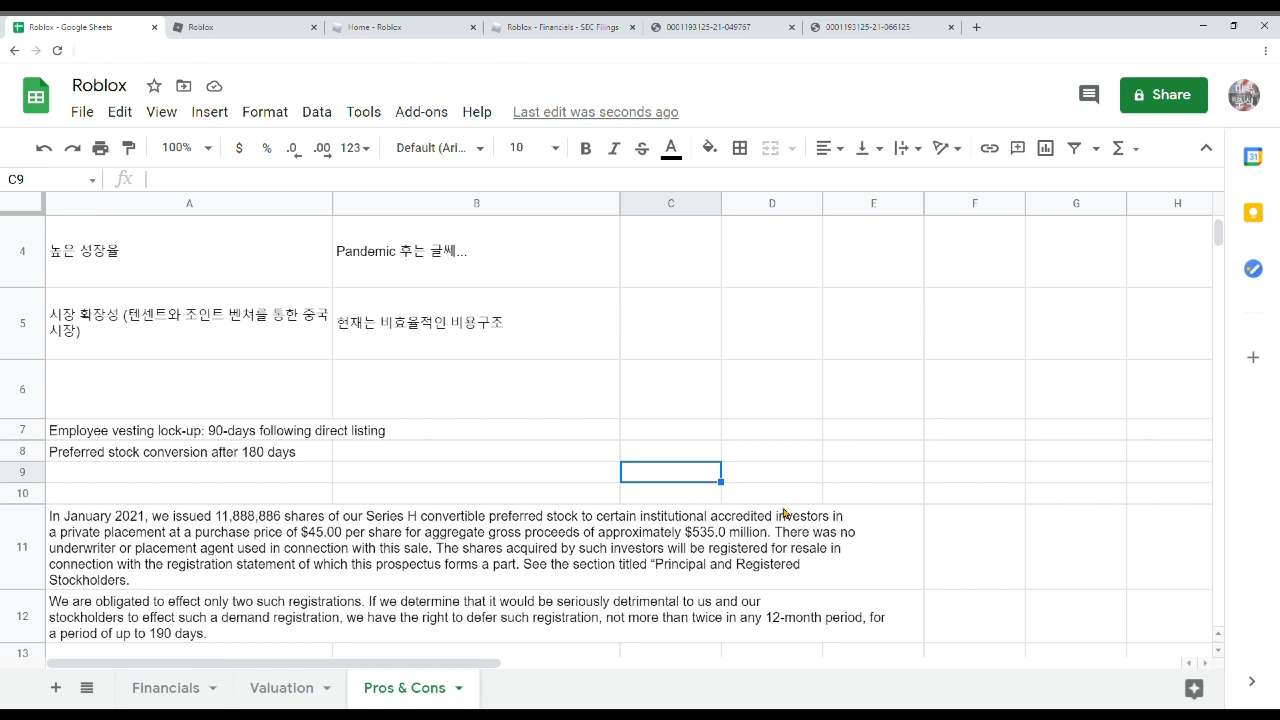 Roblox - Google Sheets
Roblox
Home - Roblox
Roblox - Financials - SEC Filings
0001193125-21-049767
0001193125-21-066125
Roblox
File Edit View Insert Format Data Tools Add-ons Help Last edit was seconds ago
Share
100% $ % .0 .00 123 Default (Ari... 10 B I S A
C9 fx
A B C D E F G H
4 높은 성장율 Pandemic 후는 글쎄...
5 시장 확장성 (텐센트와 조인트 벤쳐를 통한 중국
시장) 현재는 비효율적인 비용구조
6
7 Employee vesting lock-up: 90-days following direct listing
8 Preferred stock conversion after 180 days
9
10
11 In January 2021, we issued 11,888,886 shares of our Series H convertible preferred stock to certain institutional accredited investors in
a private placement at a purchase price of $45.00 per share for aggregate gross proceeds of approximately $535.0 million. There was no
underwriter or placement agent used in connection with this sale. The shares acquired by such investors will be registered for resale in
connection with the registration statement of which this prospectus forms a part. See the section titled "Principal and Registered
Stockholders.
12 We are obligated to effect only two such registrations. If we determine that it would be seriously detrimental to us and our
stockholders to effect such a demand registration, we have the right to defer such registration, not more than twice in any 12-month period, for
a period of up to 190 days.
13
Financials Valuation Pros & Cons